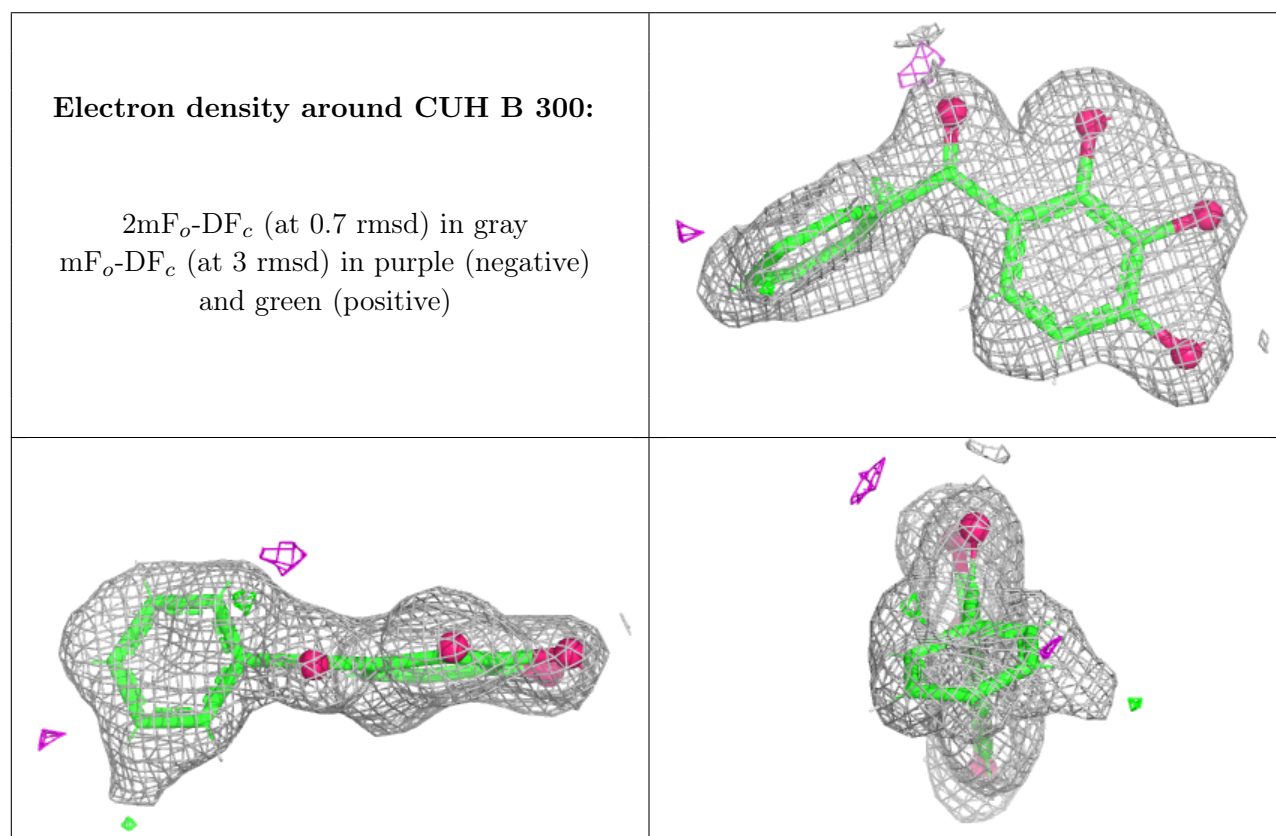 Electron density around CUH B 300:
2mFo-DFc (at 0.7 rmsd) in gray
mFo-DFc (at 3 rmsd) in purple (negative)
and green (positive)